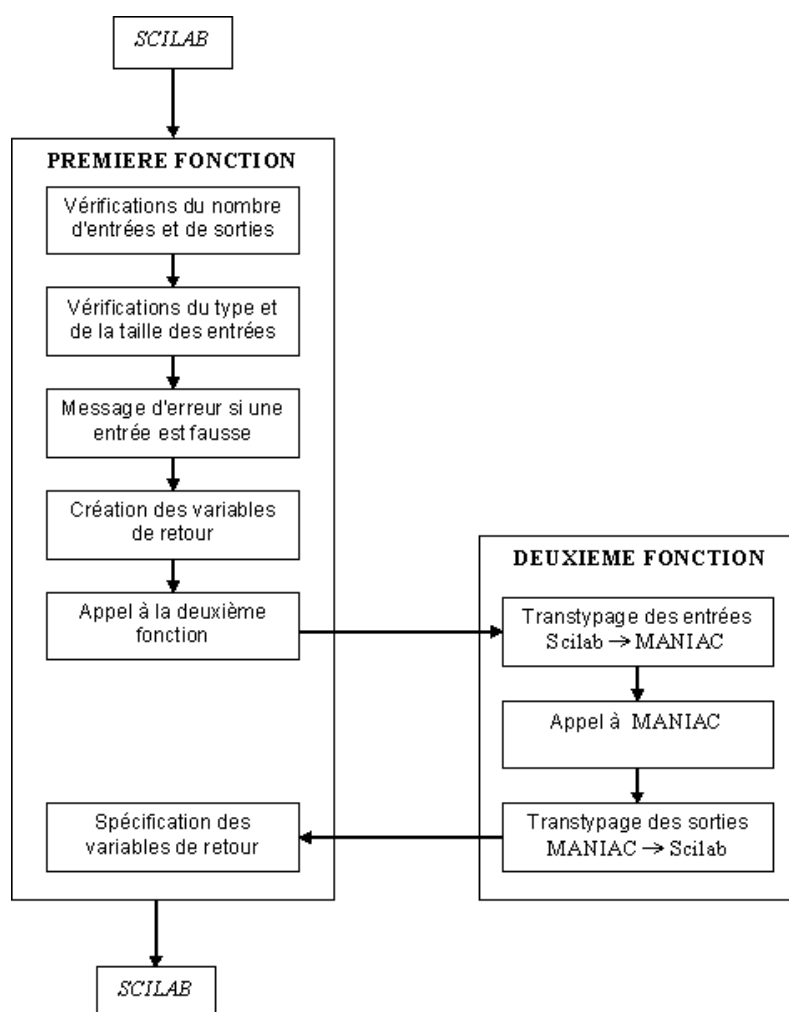 SCILAB
PREMIERE FONCTION
Vérifications du nombre
d'entrées et de sorties
Vérifications du type et
de la taille des entrées
Message d'erreur si une
entrée est fausse
Création des variables
de retour
Appel à la deuxième
fonction
DEUXIEME FONCTION
Transtypage des entrées
Scilab → MANIAC
Appel à MANIAC
Transtypage des sorties
MANIAC → Scilab
Spécification des
variables de retour
SCILAB